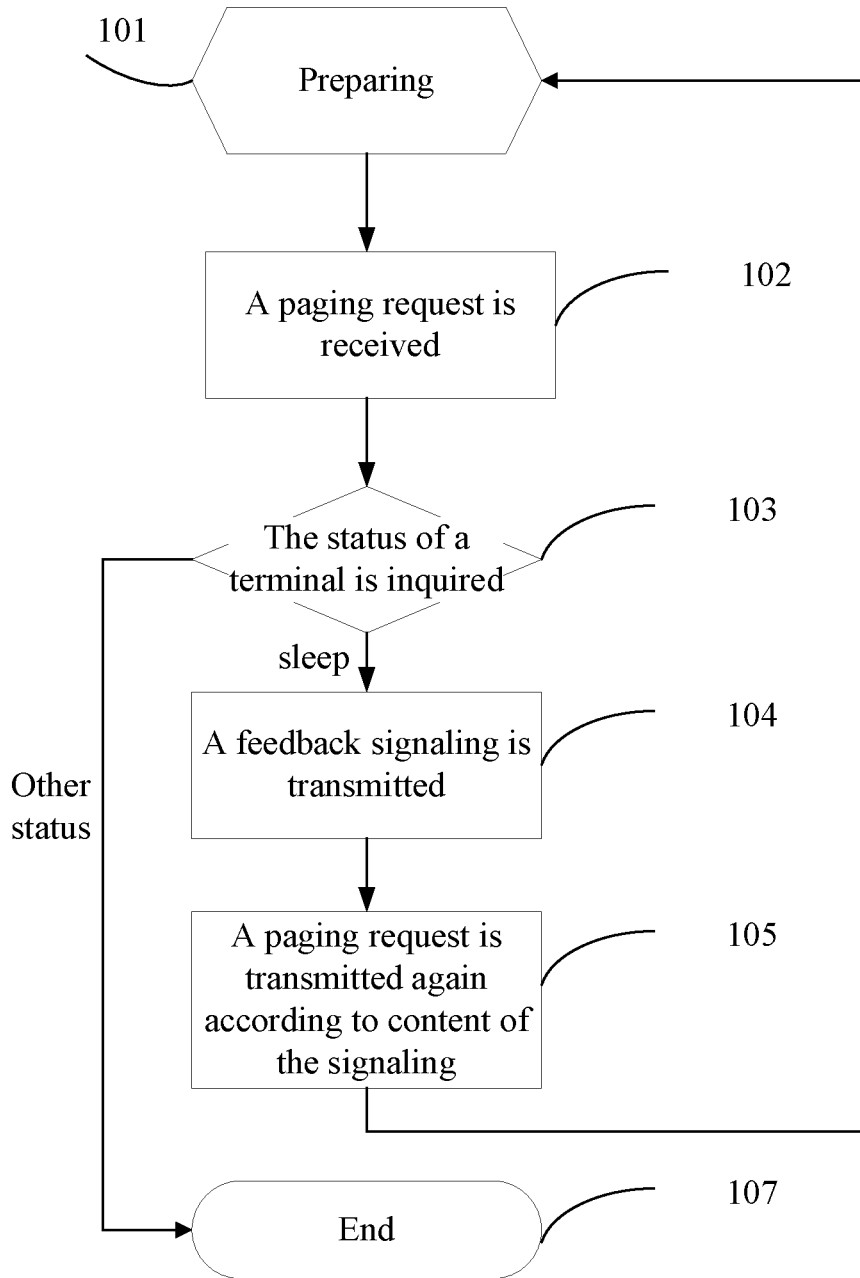 101
Preparing
102
A paging request is
received
103
The status of a
terminal is inquired
sleep
104
A feedback signaling is
transmitted
Other
status
105
A paging request is
transmitted again
according to content of
the signaling
107
End